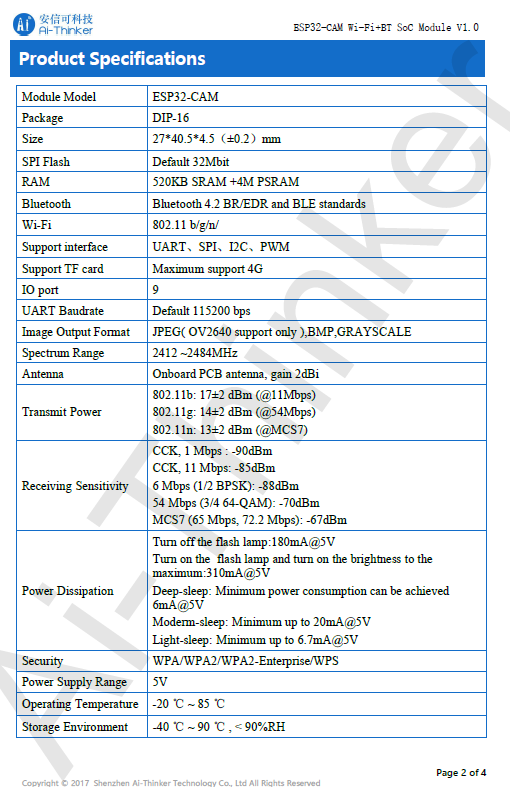 安信可科技
Ai-Thinker
ESP32-CAM Wi-Fi+BT SoC Module V1.0
Product Specifications
Module Model ESP32-CAM
Package DIP-16
Size 27*40.5*4.5（±0.2）mm
SPI Flash Default 32Mbit
RAM 520KB SRAM +4M PSRAM
Bluetooth Bluetooth 4.2 BR/EDR and BLE standards
Wi-Fi 802.11 b/g/n/
Support interface UART、SPI、I2C、PWM
Support TF card Maximum support 4G
IO port 9
UART Baudrate Default 115200 bps
Image Output Format JPEG( OV2640 support only ),BMP,GRAYSCALE
Spectrum Range 2412 ~2484MHz
Antenna Onboard PCB antenna, gain 2dBi
Transmit Power
802.11b: 17±2 dBm (@11Mbps)
802.11g: 14±2 dBm (@54Mbps)
802.11n: 13±2 dBm (@MCS7)
Receiving Sensitivity
CCK, 1 Mbps : -90dBm
CCK, 11 Mbps: -85dBm
6 Mbps (1/2 BPSK): -88dBm
54 Mbps (3/4 64-QAM): -70dBm
MCS7 (65 Mbps, 72.2 Mbps): -67dBm
Power Dissipation
Turn off the flash lamp:180mA@5V
Turn on the flash lamp and turn on the brightness to the
maximum:310mA@5V
Deep-sleep: Minimum power consumption can be achieved
6mA@5V
Moderm-sleep: Minimum up to 20mA@5V
Light-sleep: Minimum up to 6.7mA@5V
Security WPA/WPA2/WPA2-Enterprise/WPS
Power Supply Range 5V
Operating Temperature -20 ℃ ~ 85 ℃
Storage Environment -40 ℃ ~ 90 ℃ , < 90%RH
Ai-Thinker
Page 2 of 4
Copyright © 2017 Shenzhen Ai-Thinker Technology Co., Ltd All Rights Reserved